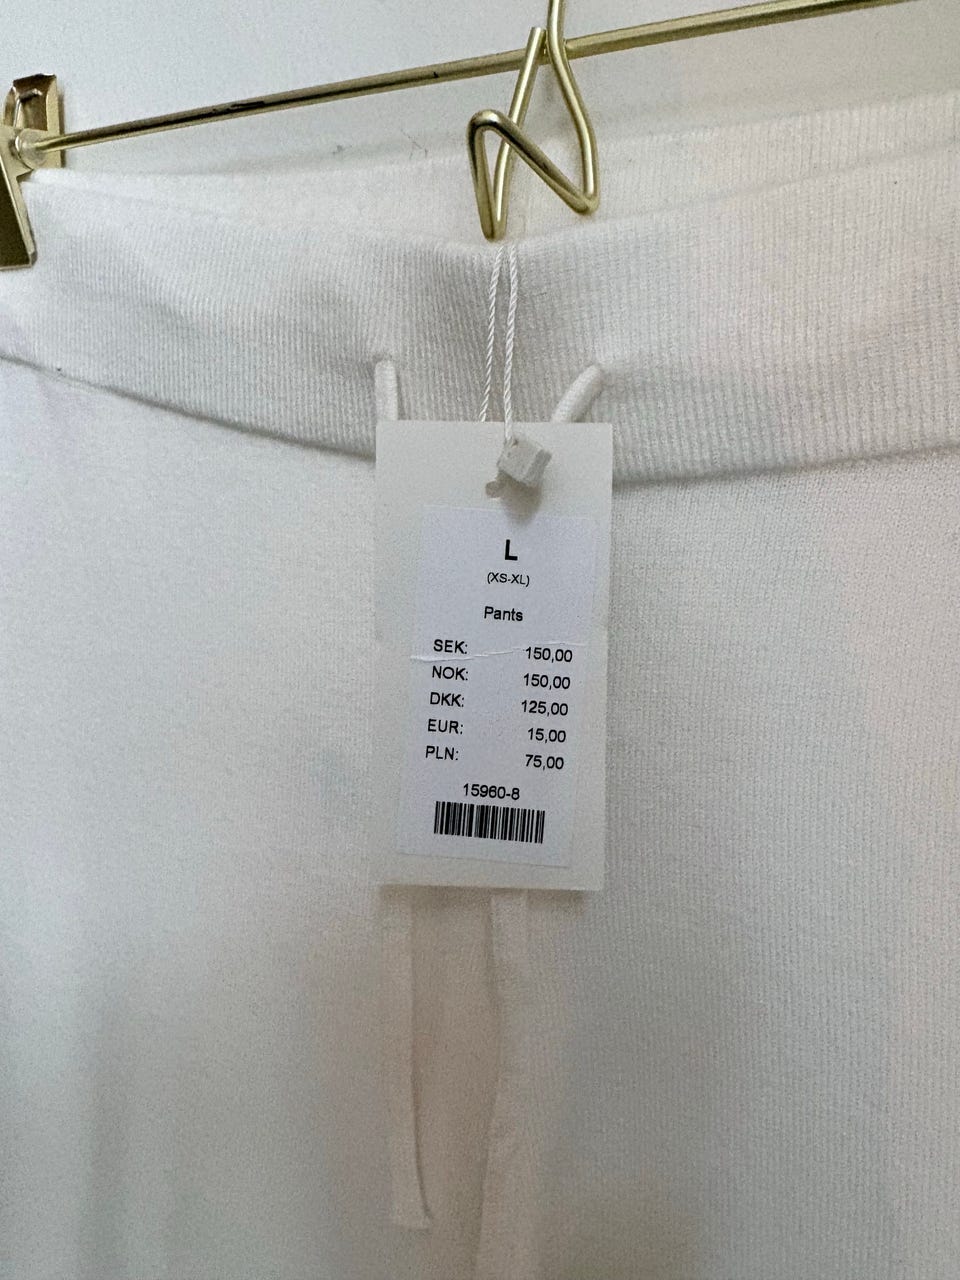 L
(XS-XL)
Pants
SEK: 150,00
NOK: 150,00
DKK: 125,00
EUR: 15,00
PLN: 75,00
15960-8